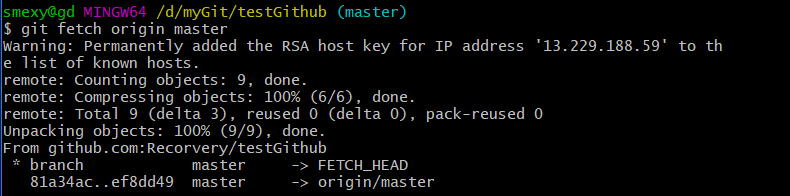 smexy@gd MINGW64 /d/myGit/testGithub (master)
$ git fetch origin master
Warning: Permanently added the RSA host key for IP address '13.229.188.59' to th
e list of known hosts.
remote: Counting objects: 9, done.
remote: Compressing objects: 100% (6/6), done.
remote: Total 9 (delta 3), reused 0 (delta 0), pack-reused 0
Unpacking objects: 100% (9/9), done.
From github.com:Recorvery/testGithub
 * branch            master     -> FETCH_HEAD
   81a34ac..ef8dd49  master     -> origin/master